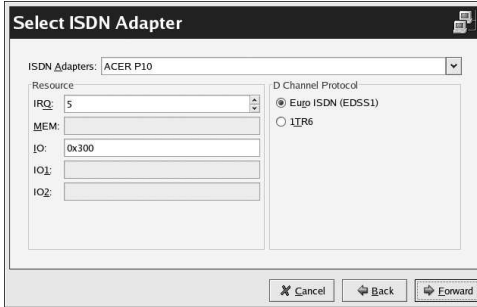 Select ISDN Adapter
ISDN Adapters: ACER P10
Resource
IRQ: 5
MEM:
IO: 0x300
IO1:
IO2:
D Channel Protocol
Euro ISDN (EDSS1)
1TR6
Cancel
Back
Forward